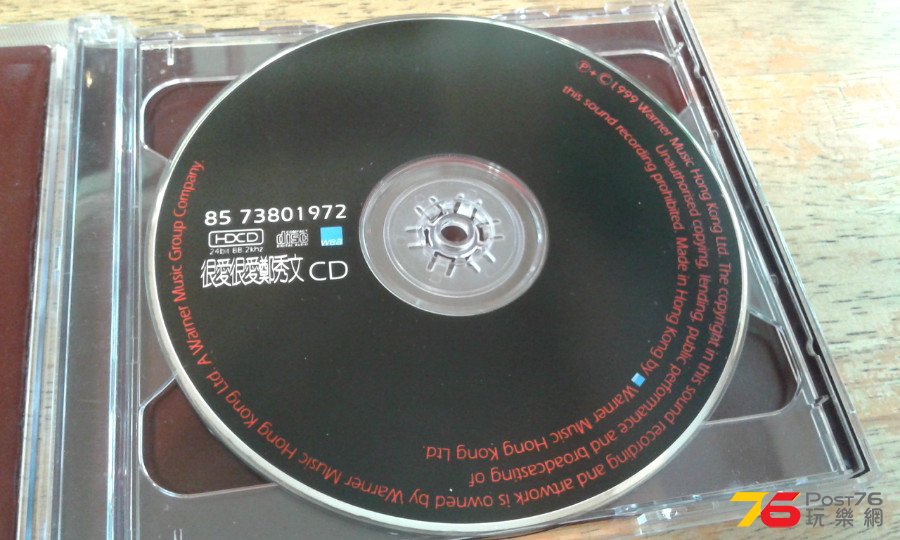 85 73801972
HDCD
24bit 88.2khz
COMPACT disc DIGITAL AUDIO
wea
很愛很愛鄭秀文 CD
℗ + © 1999 Warner Music Hong Kong Ltd. The copyright in this sound recording and artwork is owned by Warner Music Hong Kong Ltd. A Warner Music Group Company.
Unauthorised copying, lending, public performance and broadcasting of
this sound recording prohibited. Made in Hong Kong by Warner Music Hong Kong Ltd.
76 Post76
玩樂網